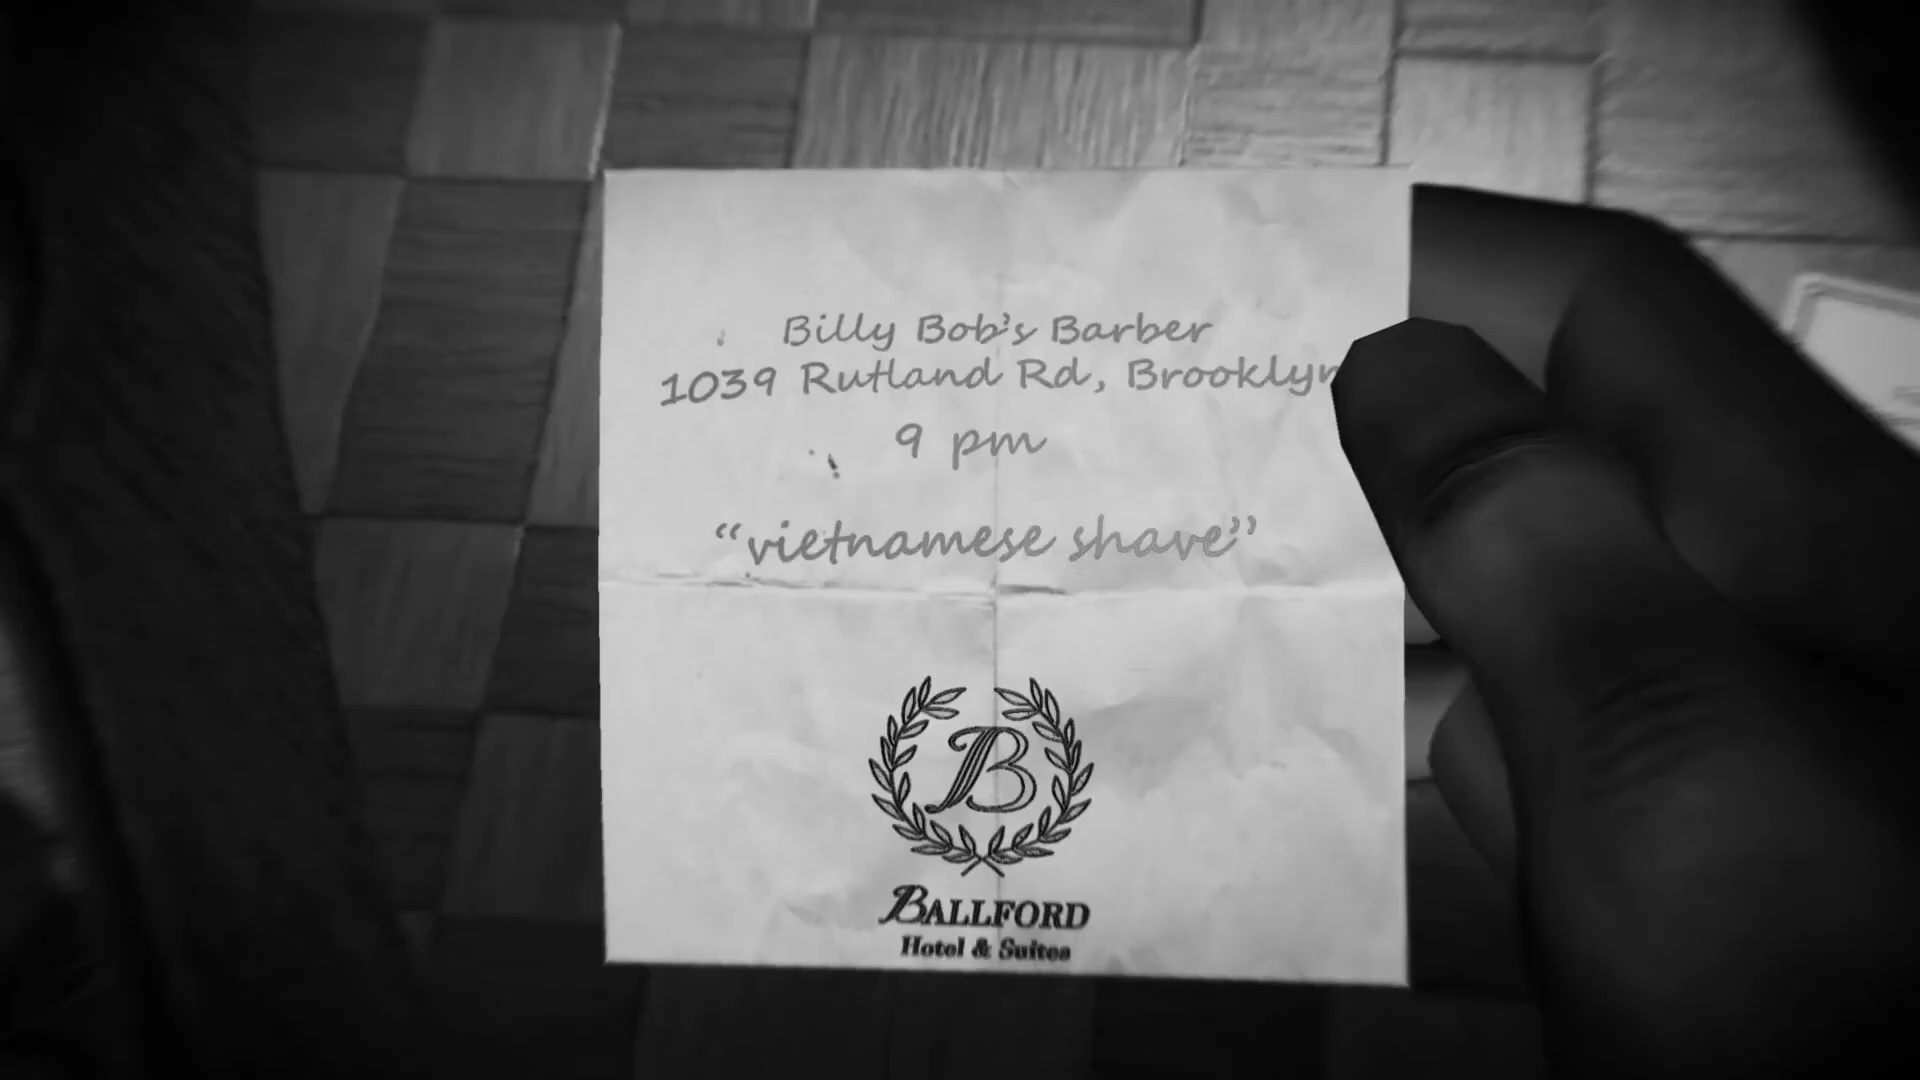 Billy Bob's Barber
1039 Rutland Rd, Brooklyn
9 pm
"vietnamese shave"
B
BALLFORD
Hotel & Suites